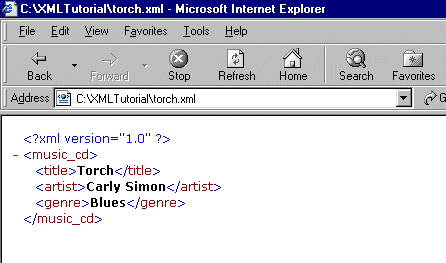 C:\XMLTutorial\torch.xml - Microsoft Internet Explorer
File Edit View Favorites Tools Help
Back Forward Stop Refresh Home Search Favorites
Address C:\XMLTutorial\torch.xml G
<?xml version="1.0" ?>
- <music_cd>
<title>Torch</title>
<artist>Carly Simon</artist>
<genre>Blues</genre>
</music_cd>